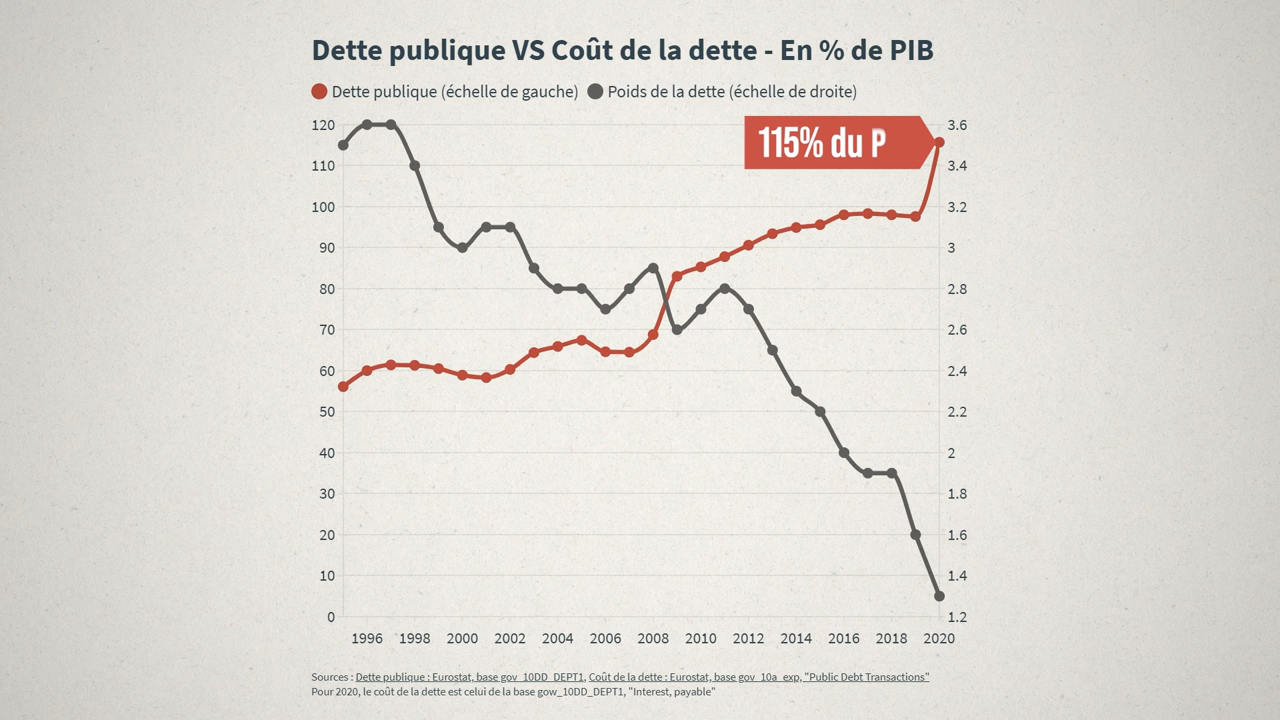 Dette publique VS Coût de la dette - En % de PIB
Dette publique (échelle de gauche) Poids de la dette (échelle de droite)
115% du P
120 3.6
110 3.4
100 3.2
90 3
80 2.8
70 2.6
60 2.4
50 2.2
40 2
30 1.8
20 1.6
10 1.4
0 1.2
1996 1998 2000 2002 2004 2006 2008 2010 2012 2014 2016 2018 2020
Sources : Dette publique : Eurostat, base gov_10DD_DEPT1, Coût de la dette : Eurostat, base gov_10a_exp, "Public Debt Transactions"
Pour 2020, le coût de la dette est celui de la base gow_10DD_DEPT1, "Interest, payable"